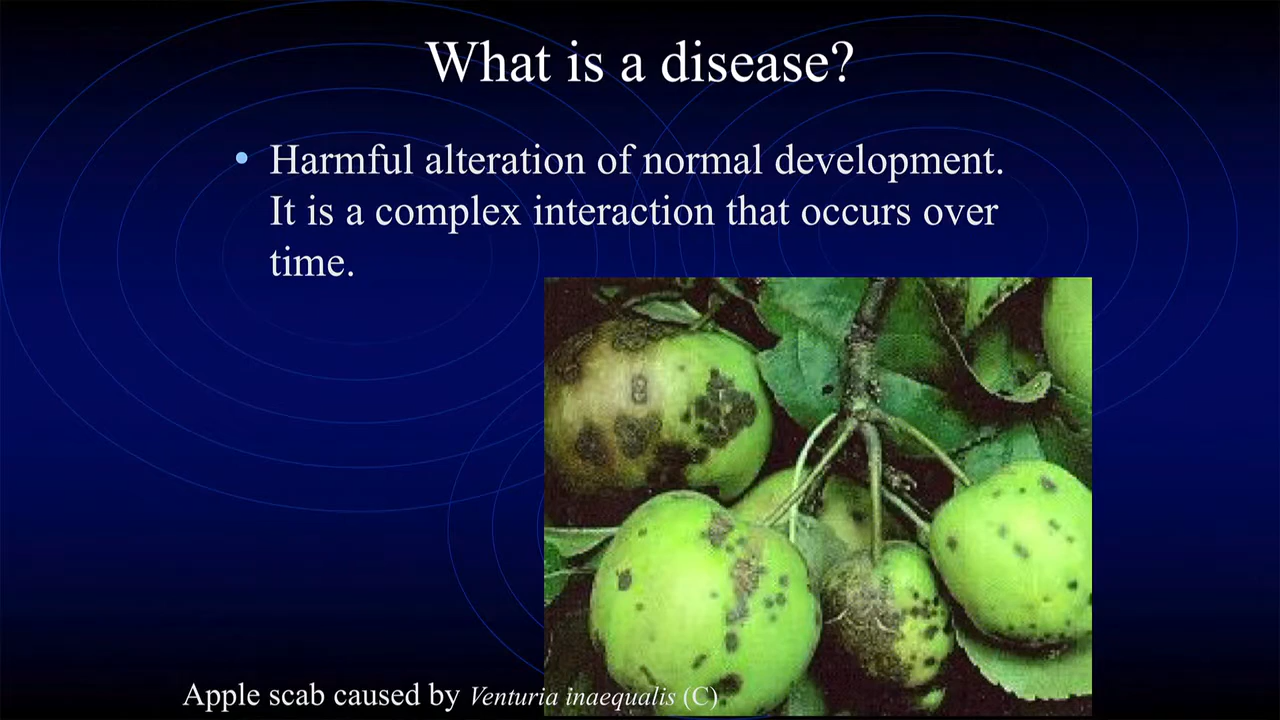 What is a disease?
• Harmful alteration of normal development.
It is a complex interaction that occurs over
time.
Apple scab caused by Venturia inaequalis (C)